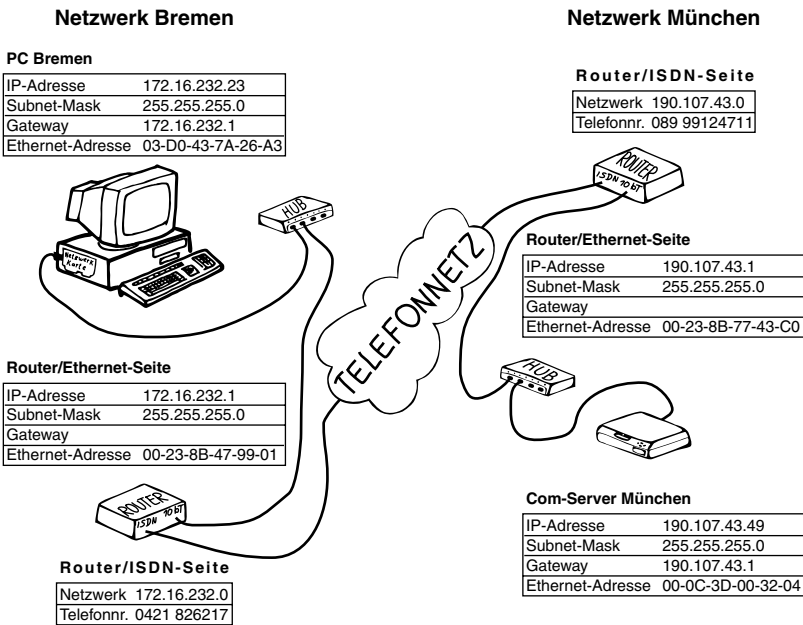 Netzwerk Bremen
PC Bremen
IP-Adresse 172.16.232.23
Subnet-Mask 255.255.255.0
Gateway 172.16.232.1
Ethernet-Adresse 03-D0-43-7A-26-A3
Netzwerk Karte
HUB
Router/Ethernet-Seite
IP-Adresse 172.16.232.1
Subnet-Mask 255.255.255.0
Gateway
Ethernet-Adresse 00-23-8B-47-99-01
ROUTER
ISDN 10 bT
Router/ISDN-Seite
Netzwerk 172.16.232.0
Telefonnr. 0421 826217
TELEFONNETZ
Netzwerk München
Router/ISDN-Seite
Netzwerk 190.107.43.0
Telefonnr. 089 99124711
ROUTER
ISDN 10 bT
Router/Ethernet-Seite
IP-Adresse 190.107.43.1
Subnet-Mask 255.255.255.0
Gateway
Ethernet-Adresse 00-23-8B-77-43-C0
HUB
Com-Server München
IP-Adresse 190.107.43.49
Subnet-Mask 255.255.255.0
Gateway 190.107.43.1
Ethernet-Adresse 00-0C-3D-00-32-04